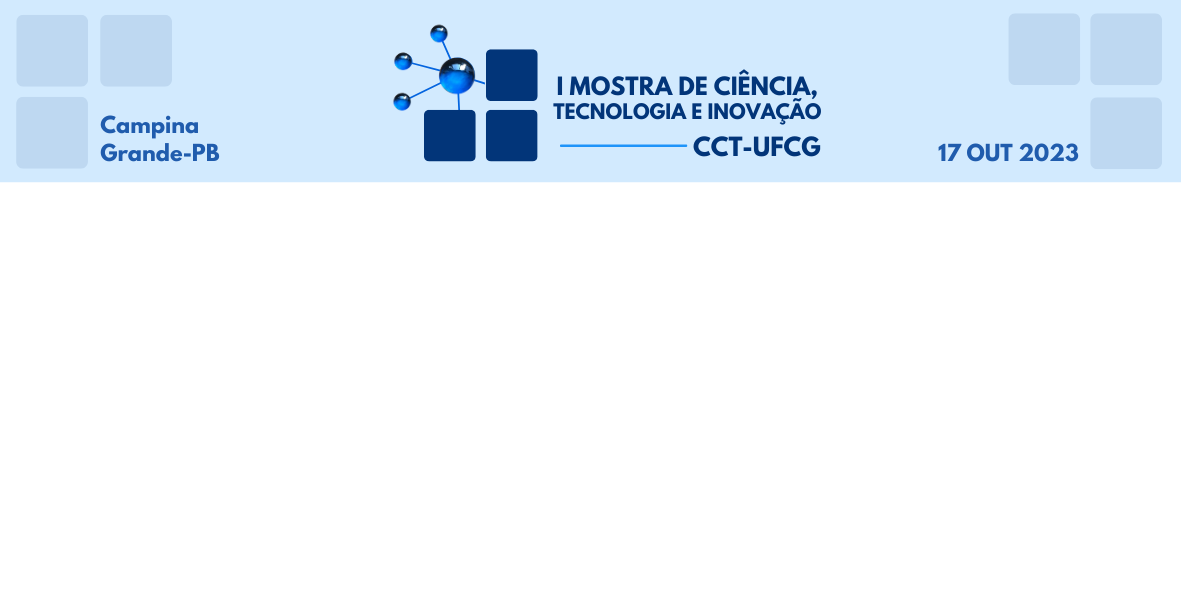 Campina
Grande-PB
I MOSTRA DE CIÊNCIA,
TECNOLOGIA E INOVAÇÃO
CCT-UFCG
17 OUT 2023